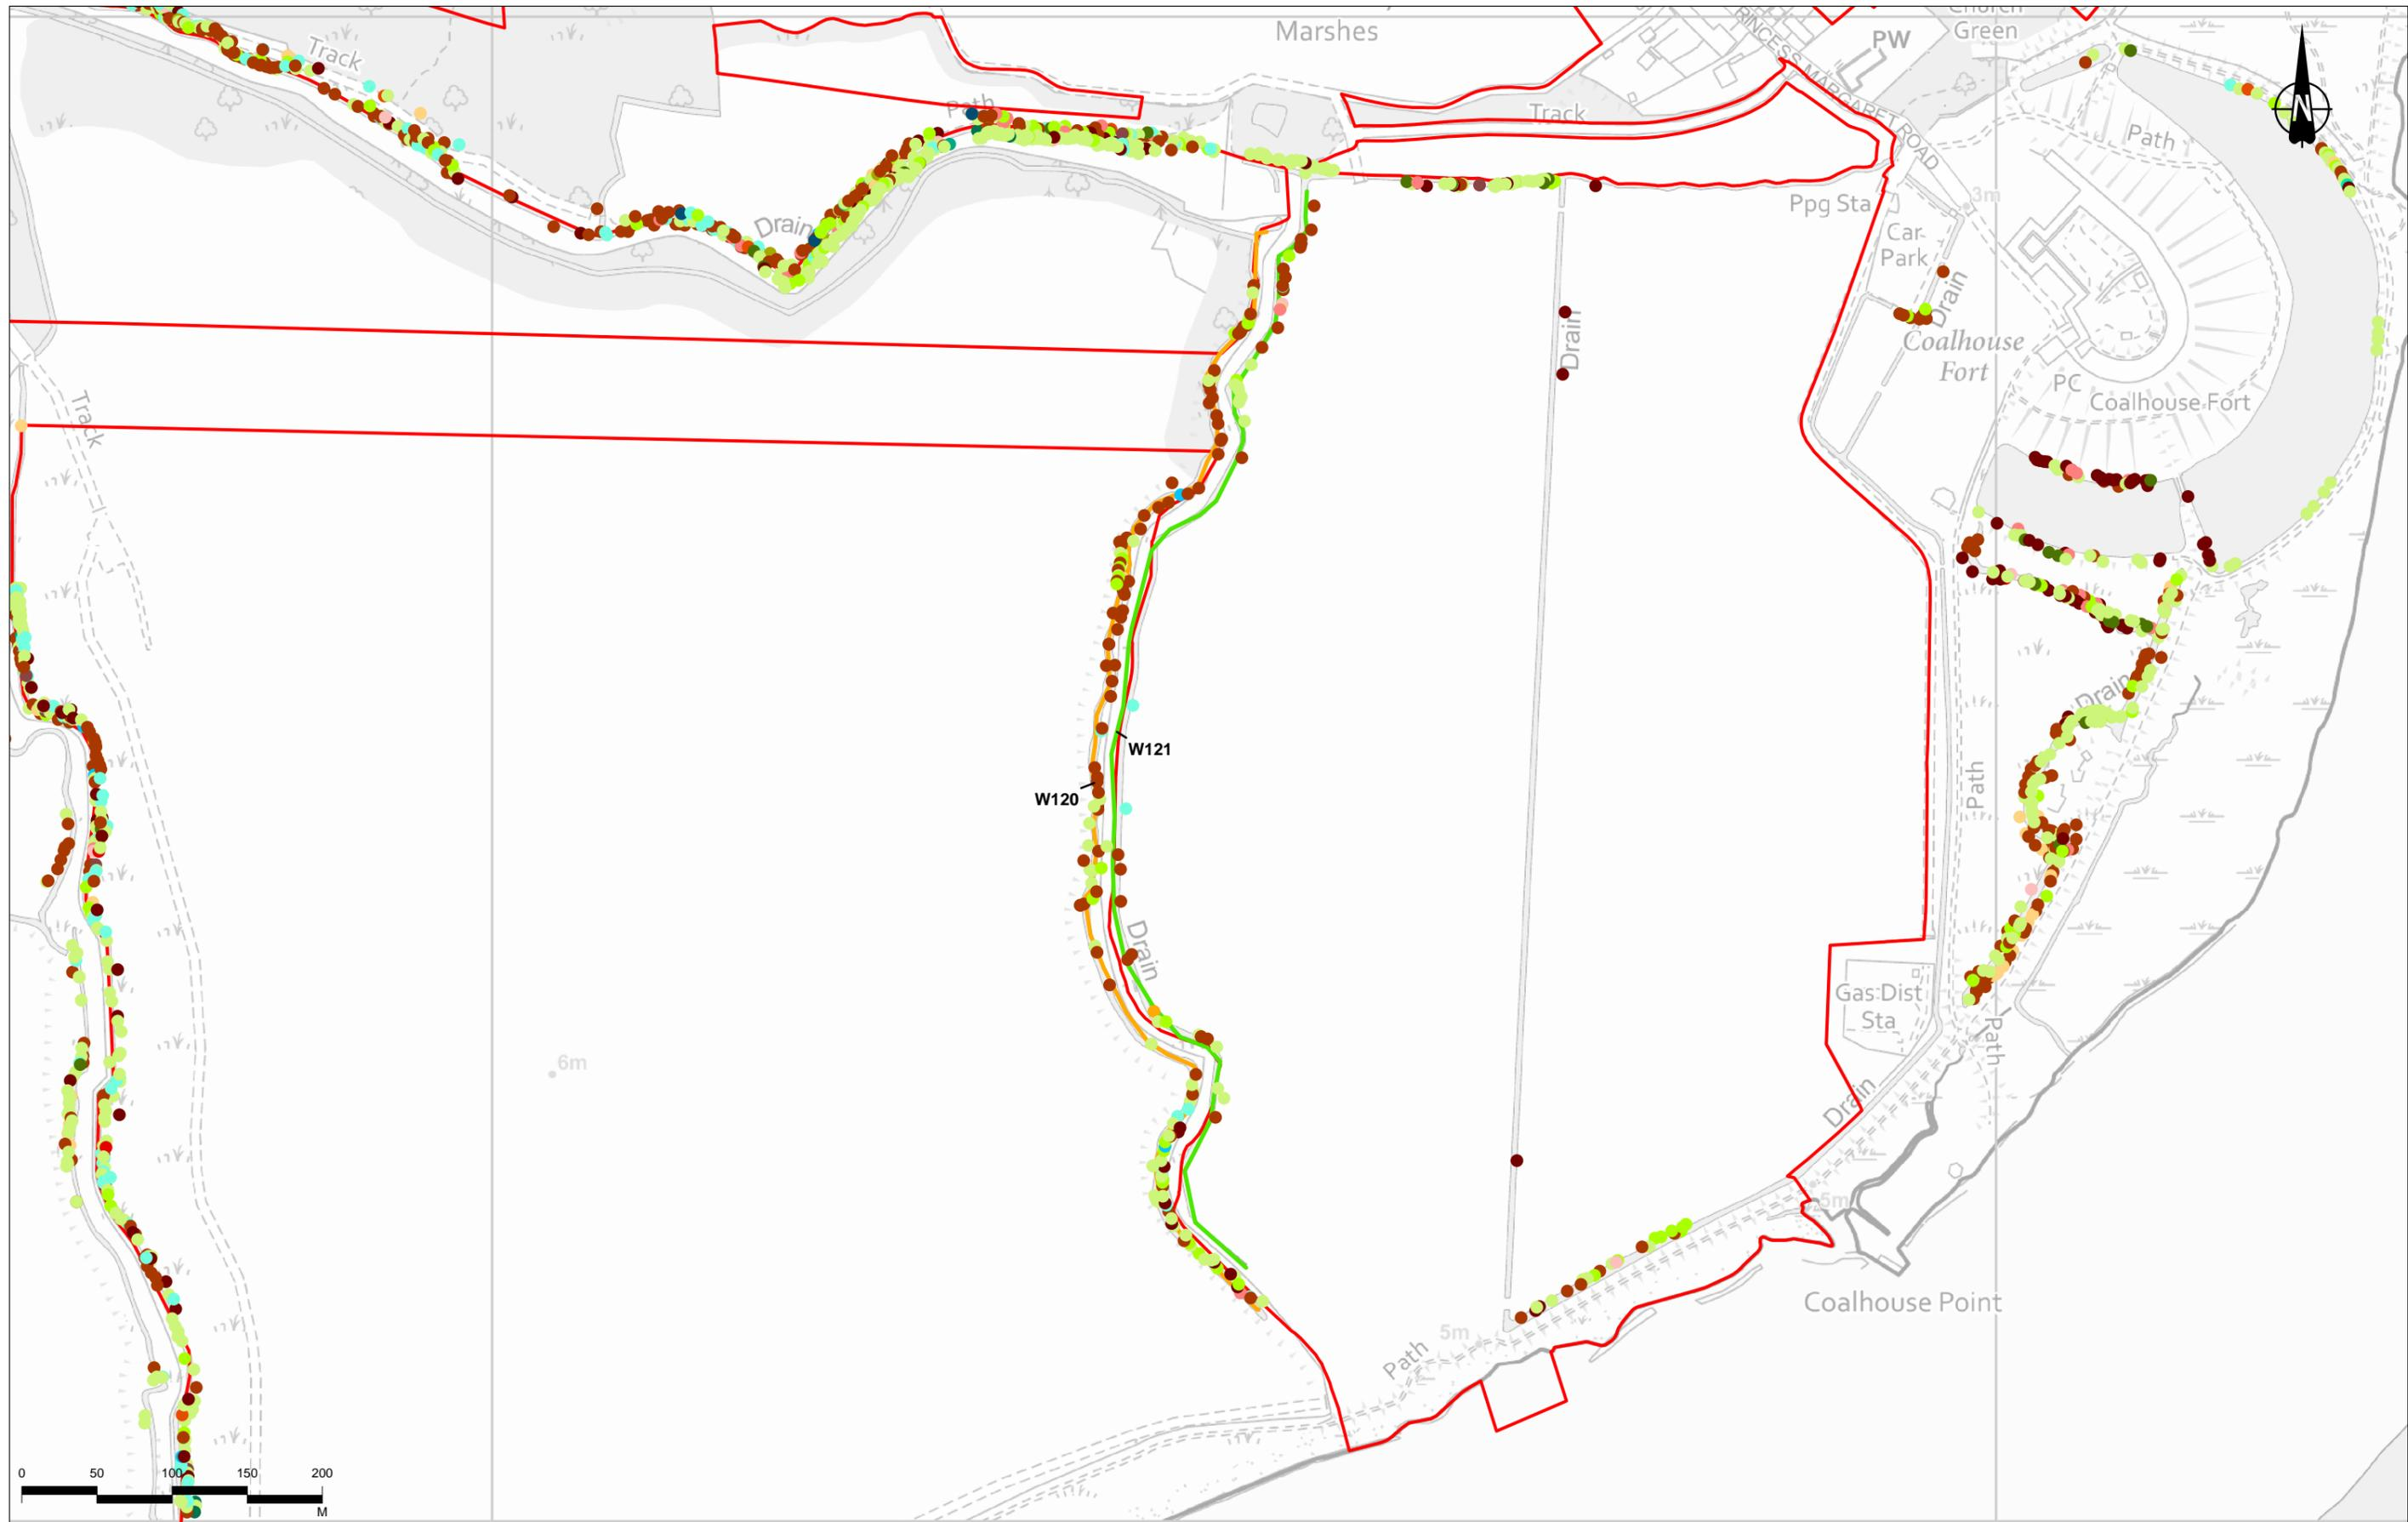 Marshes
Church
Green
PW
PRINCESS MARGARET ROAD
Track
Path
Track
N
Path
Drain
Ppg Sta
3m
Car
Park
Drain
Drain
Coalhouse
Fort
PC
Coalhouse Fort
Track
Drain
W121
Path
W120
Drain
Gas Dist
Sta
Path
6m
Drain
5m
Coalhouse Point
5m
Path
0 50 100 150 200
M